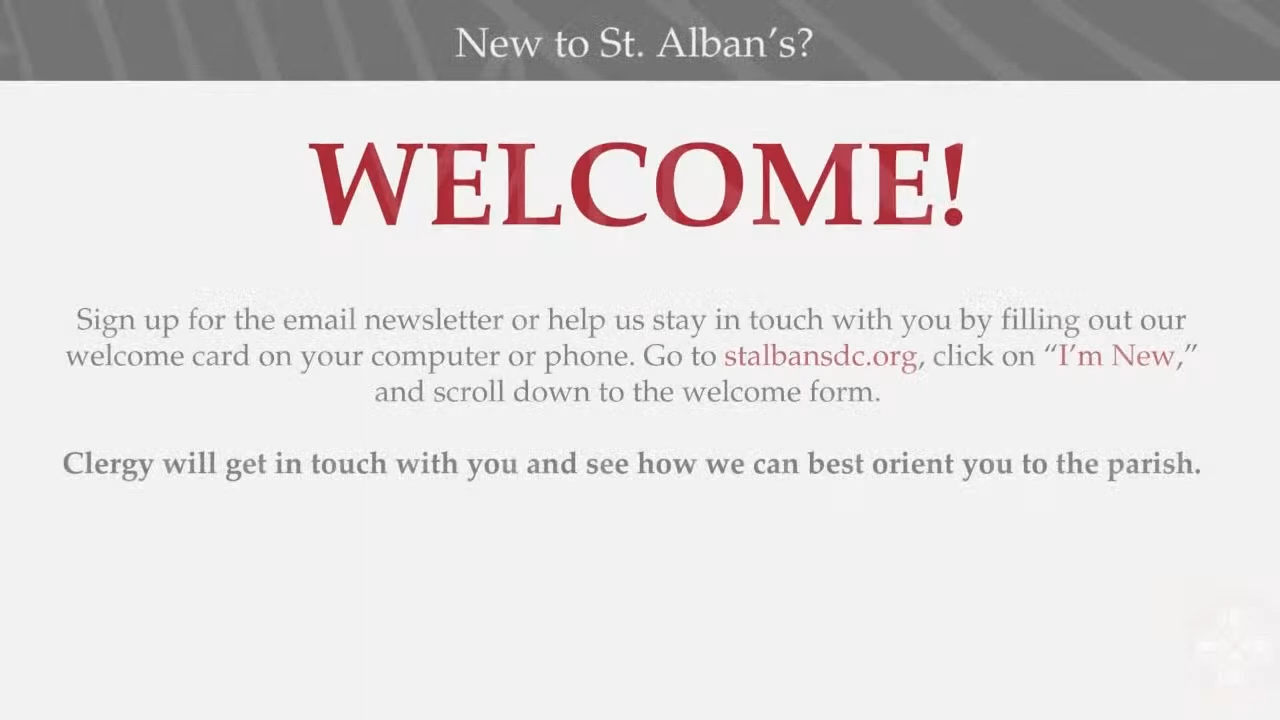 New to St. Alban’s?
WELCOME!
Sign up for the email newsletter or help us stay in touch with you by filling out our
welcome card on your computer or phone. Go to stalbansdc.org, click on “I’m New,”
and scroll down to the welcome form.
Clergy will get in touch with you and see how we can best orient you to the parish.